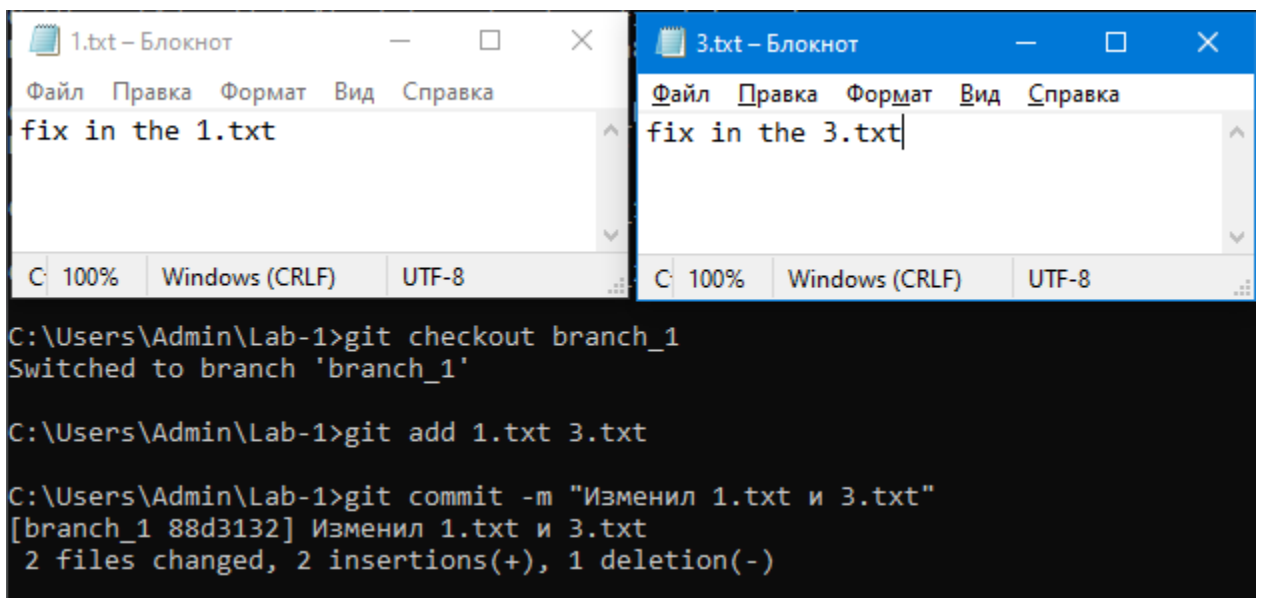 1.txt – Блокнот
Файл Правка Формат Вид Справка
fix in the 1.txt
100% Windows (CRLF) UTF-8
3.txt – Блокнот
Файл Правка Формат Вид Справка
fix in the 3.txt
100% Windows (CRLF) UTF-8
C:\Users\Admin\Lab-1>git checkout branch_1
Switched to branch 'branch_1'
C:\Users\Admin\Lab-1>git add 1.txt 3.txt
C:\Users\Admin\Lab-1>git commit -m "Изменил 1.txt и 3.txt"
[branch_1 88d3132] Изменил 1.txt и 3.txt
2 files changed, 2 insertions(+), 1 deletion(-)